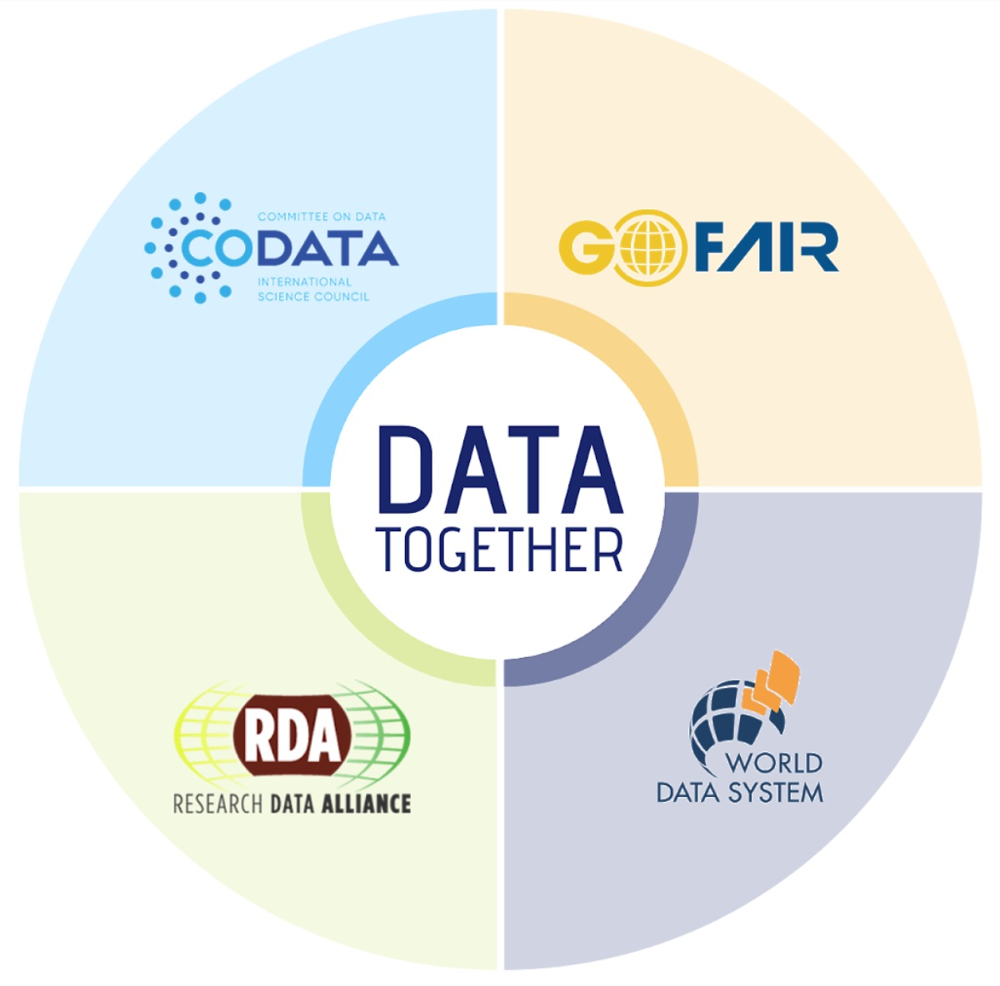 COMMITTEE ON DATA
CODATA
INTERNATIONAL
SCIENCE COUNCIL
GOFAIR
DATA
TOGETHER
RDA
RESEARCH DATA ALLIANCE
WORLD
DATA SYSTEM